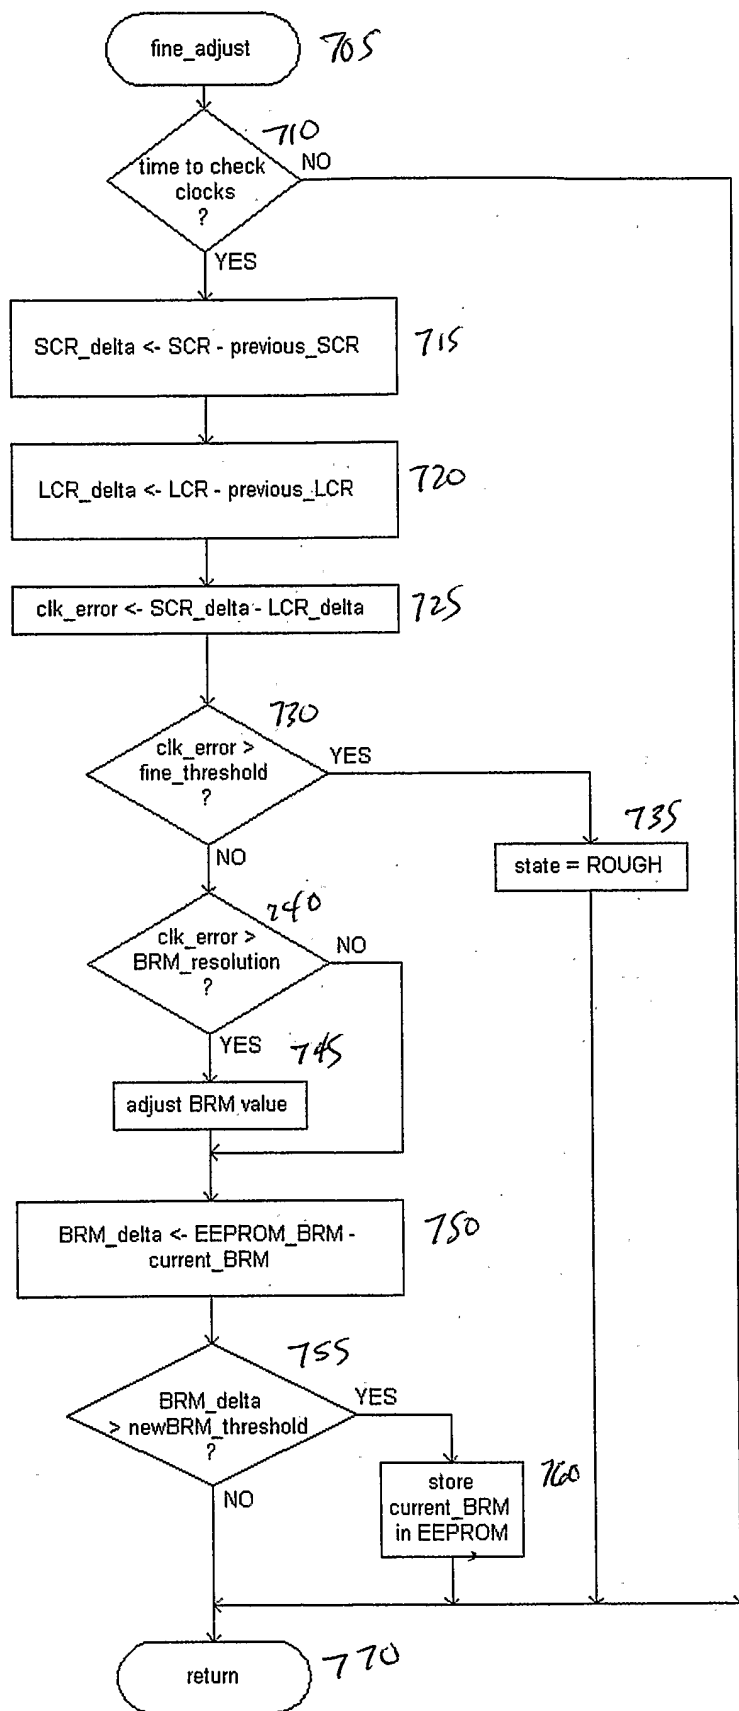 fine_adjust 705
710
time to check
clocks
?
NO
YES
SCR_delta <- SCR - previous_SCR 715
LCR_delta <- LCR - previous_LCR 720
clk_error <- SCR_delta - LCR_delta 725
730
clk_error >
fine_threshold
?
YES
NO
735
state = ROUGH
740
clk_error >
BRM_resolution
?
NO
YES
745
adjust BRM value
BRM_delta <- EEPROM_BRM -
current_BRM
750
755
BRM_delta
> newBRM_threshold
?
YES
NO
760
store
current_BRM
in EEPROM
return 770